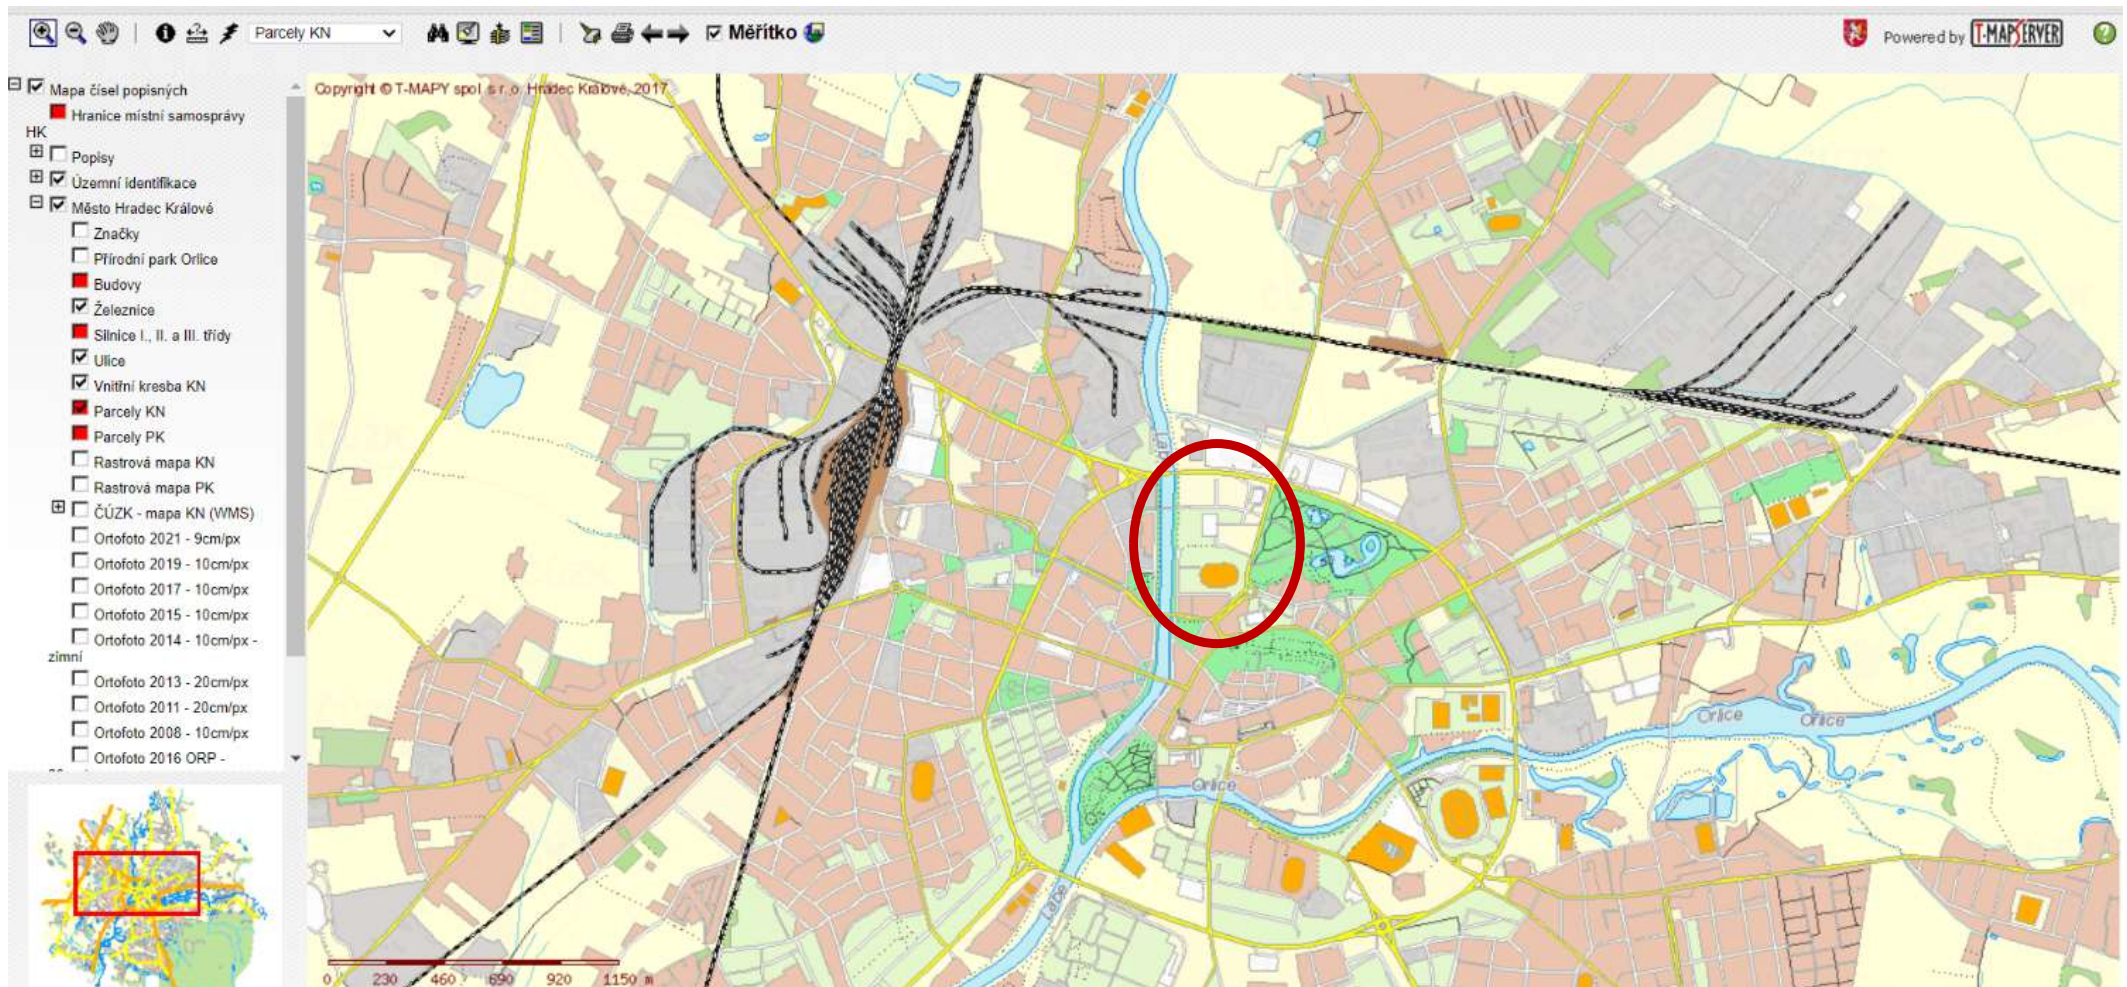 Parcely KN
Měřítko
Powered by T-MAPSERVER
Mapa čísel popisných
Hranice místní samosprávy
HK
Popisy
Územní identifikace
Město Hradec Králové
Značky
Přírodní park Orlice
Budovy
Železnice
Silnice I., II. a III. třídy
Ulice
Vnitřní kresba KN
Parcely KN
Parcely PK
Rastrová mapa KN
Rastrová mapa PK
ČÚZK - mapa KN (WMS)
Ortofoto 2021 - 9cm/px
Ortofoto 2019 - 10cm/px
Ortofoto 2017 - 10cm/px
Ortofoto 2015 - 10cm/px
Ortofoto 2014 - 10cm/px -
zimní
Ortofoto 2013 - 20cm/px
Ortofoto 2011 - 20cm/px
Ortofoto 2008 - 10cm/px
Ortofoto 2016 ORP -
Copyright © T-MAPY spol. s r. o. Hradec Králové, 2017
Labe
Orlice
Orlice
Orlice
Labe
0 230 460 690 920 1150 m